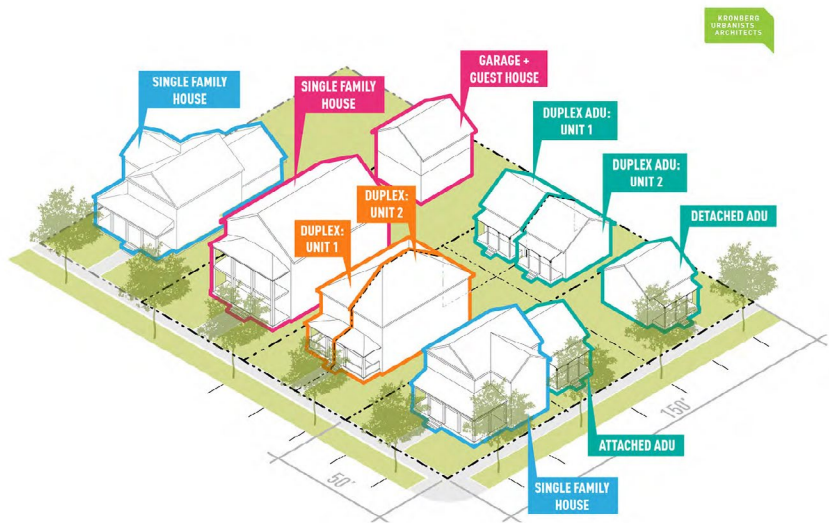 KRONBERG
URBANISTS
ARCHITECTS
SINGLE FAMILY
HOUSE
SINGLE FAMILY
HOUSE
GARAGE +
GUEST HOUSE
DUPLEX ADU:
UNIT 1
DUPLEX ADU:
UNIT 2
DETACHED ADU
DUPLEX:
UNIT 1
DUPLEX:
UNIT 2
ATTACHED ADU
SINGLE FAMILY
HOUSE
50'
150'